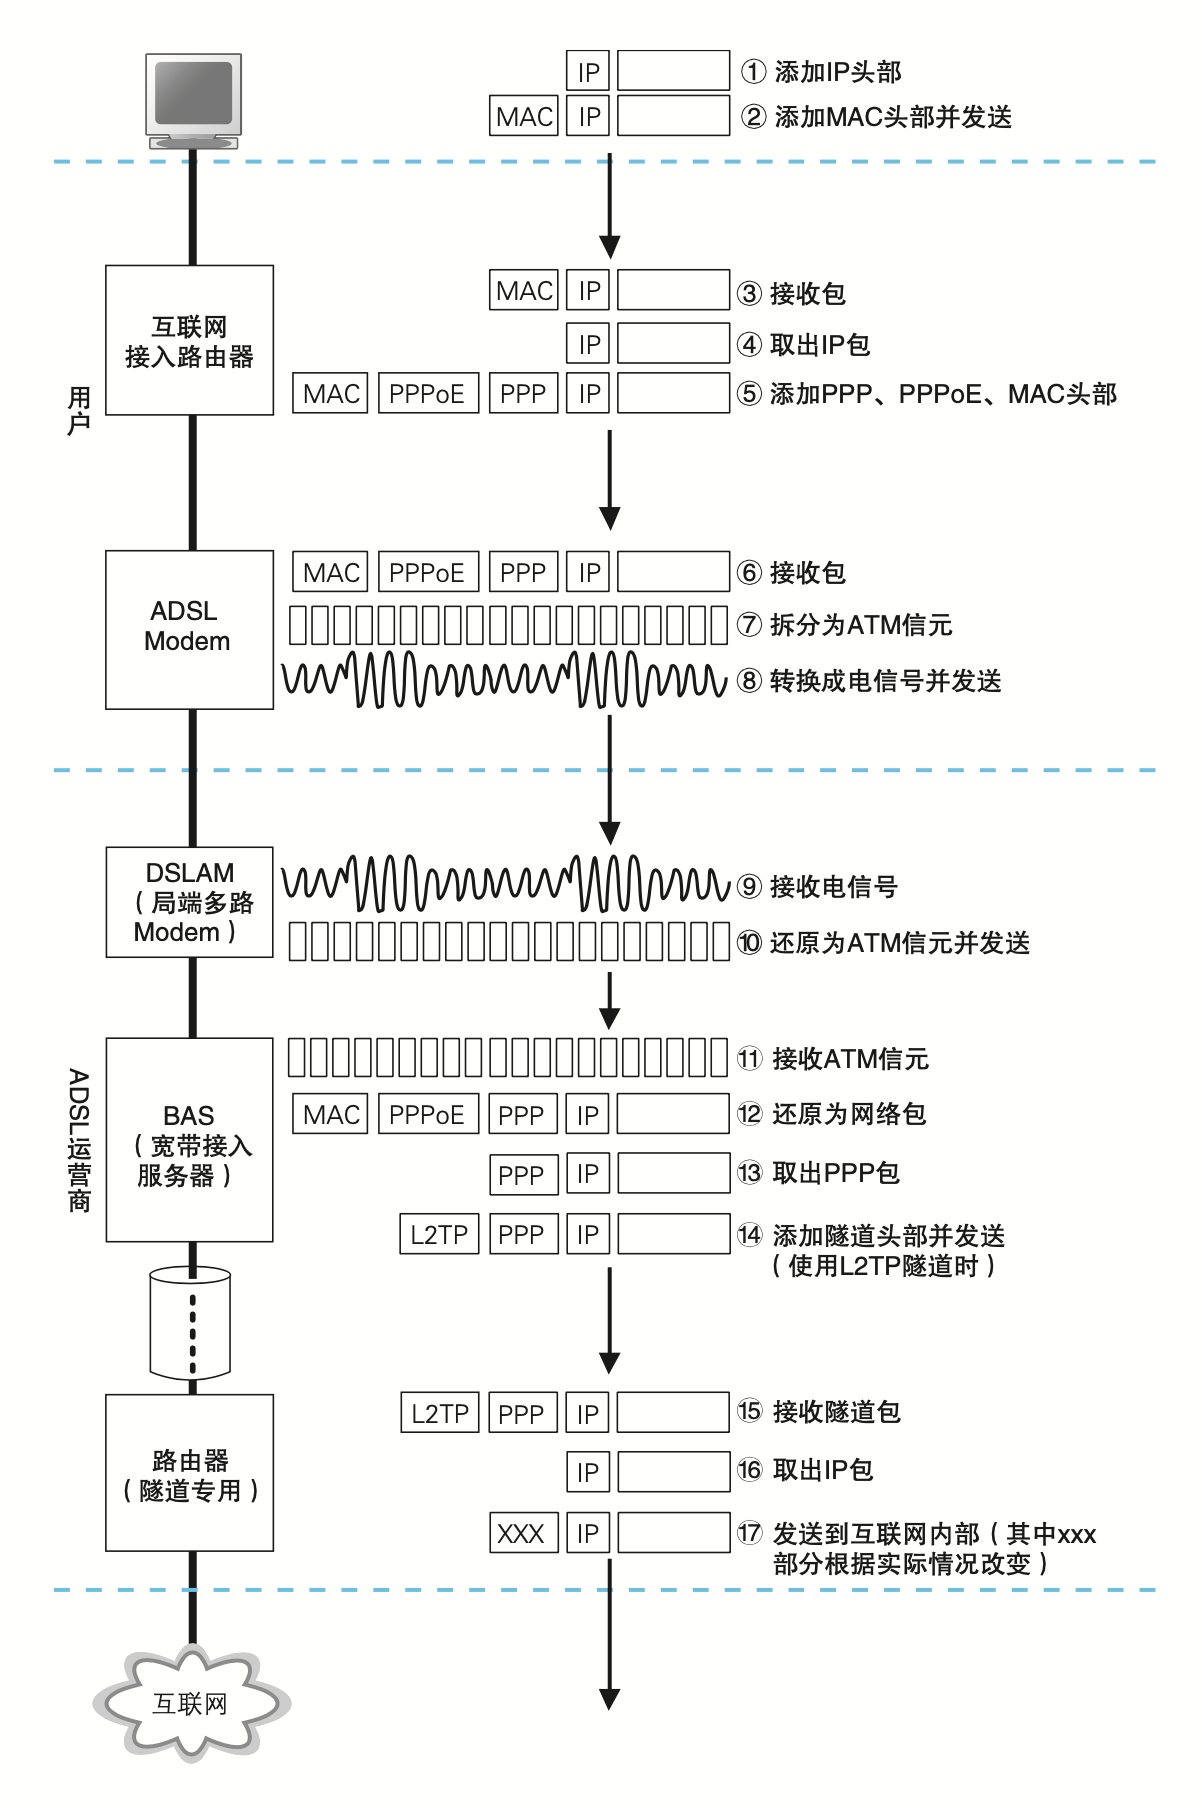 IP
① 添加IP头部
MAC IP
② 添加MAC头部并发送
用户
互联网
接入路由器
MAC IP
③ 接收包
IP
④ 取出IP包
MAC PPPoE PPP IP
⑤ 添加PPP、PPPoE、MAC头部
ADSL
Modem
MAC PPPoE PPP IP
⑥ 接收包
⑦ 拆分为ATM信元
⑧ 转换成电信号并发送
ADSL运营商
DSLAM
（局端多路
Modem）
⑨ 接收电信号
⑩ 还原为ATM信元并发送
BAS
（宽带接入
服务器）
⑪ 接收ATM信元
MAC PPPoE PPP IP
⑫ 还原为网络包
PPP IP
⑬ 取出PPP包
L2TP PPP IP
⑭ 添加隧道头部并发送
（使用L2TP隧道时）
路由器
（隧道专用）
L2TP PPP IP
⑮ 接收隧道包
IP
⑯ 取出IP包
XXX IP
⑰ 发送到互联网内部（其中xxx
部分根据实际情况改变）
互联网